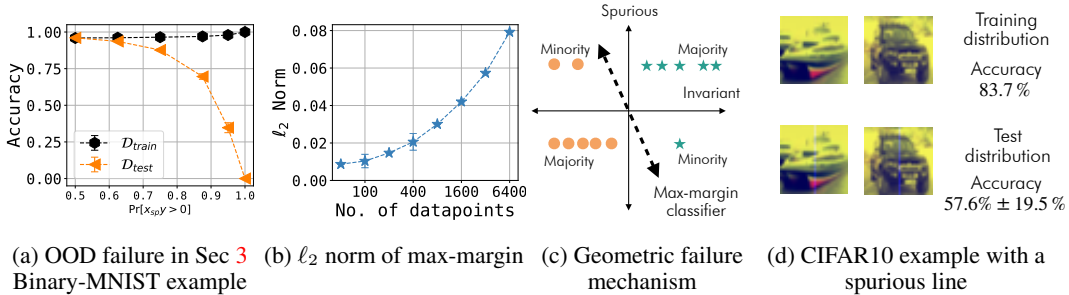 Accuracy
1.00
0.75
0.50
0.25
0.00
𝒟train
𝒟test
0.5 0.6 0.7 0.8 0.9 1.0
Pr[x_sp y > 0]
(a) OOD failure in Sec 3
Binary-MNIST example
ℓ2 Norm
0.08
0.06
0.04
0.02
0.00
100 400 1600 6400
No. of datapoints
(b) ℓ2 norm of max-margin
Spurious
Minority
Majority
Invariant
Majority
Minority
Max-margin
classifier
(c) Geometric failure
mechanism
Training
distribution
Accuracy
83.7 %
Test
distribution
Accuracy
57.6% ± 19.5 %
(d) CIFAR10 example with a
spurious line